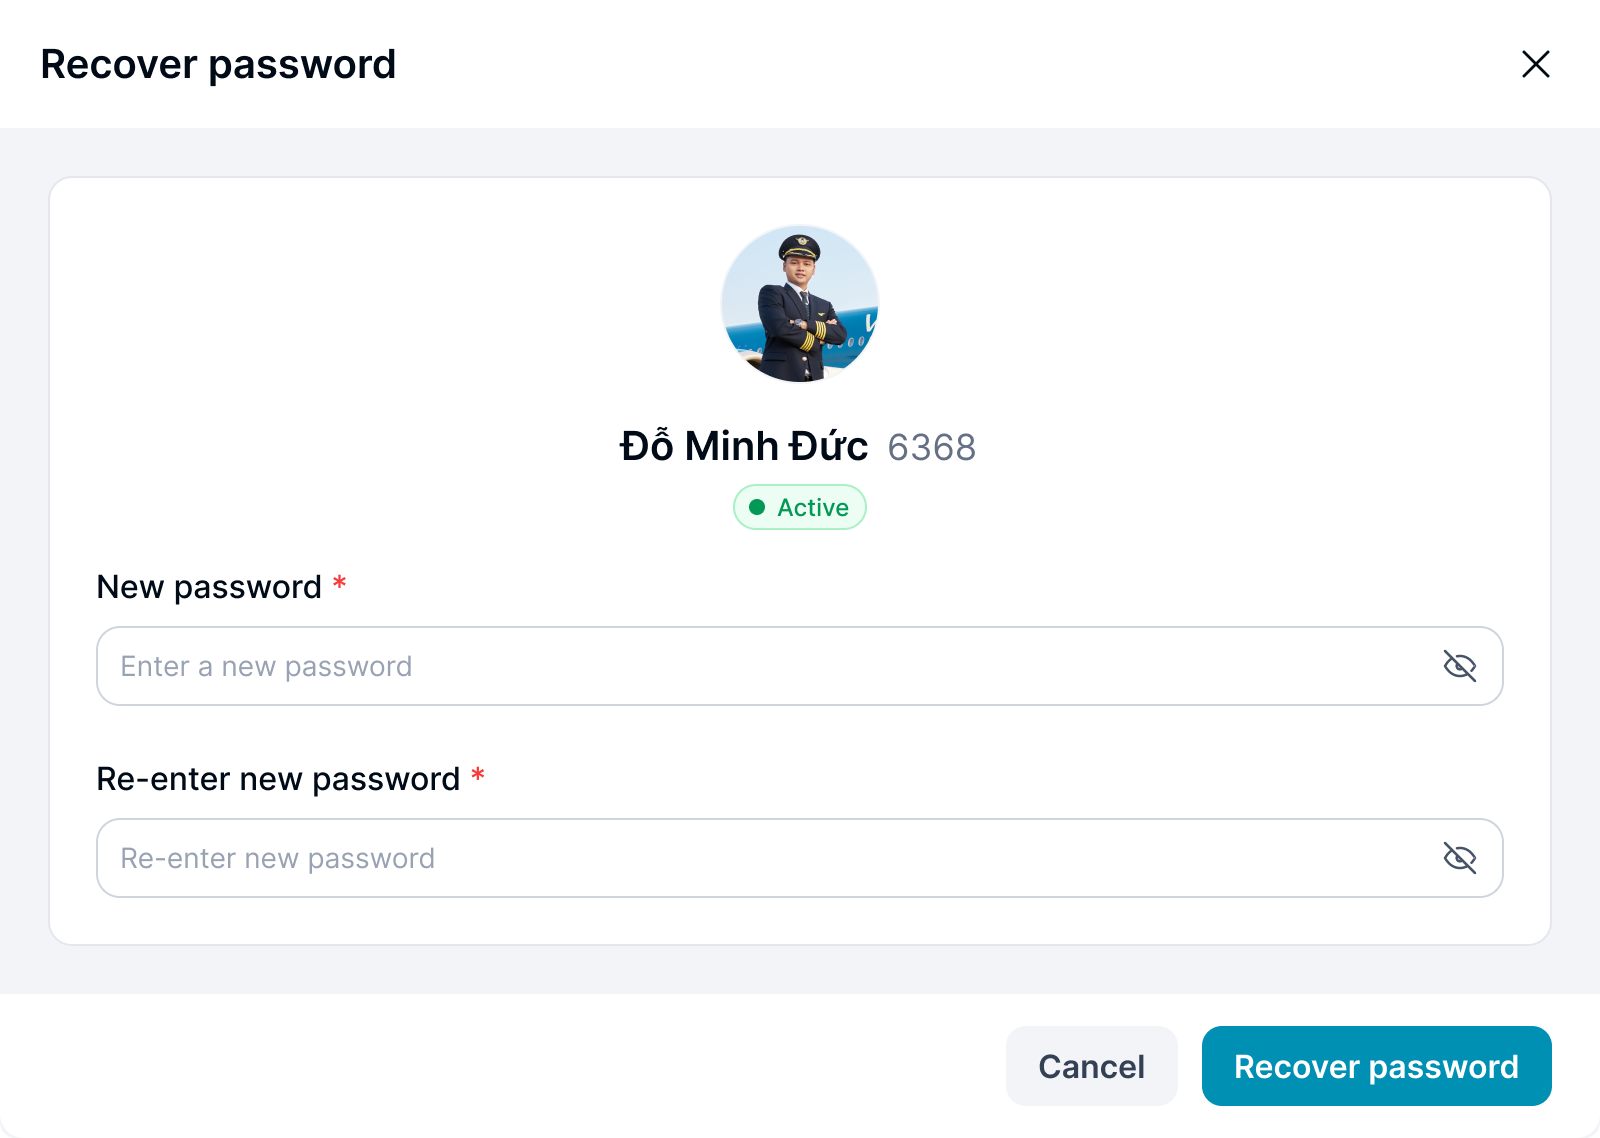 Recover password
Đỗ Minh Đức 6368
Active
New password *
Enter a new password
Re-enter new password *
Re-enter new password
Cancel
Recover password